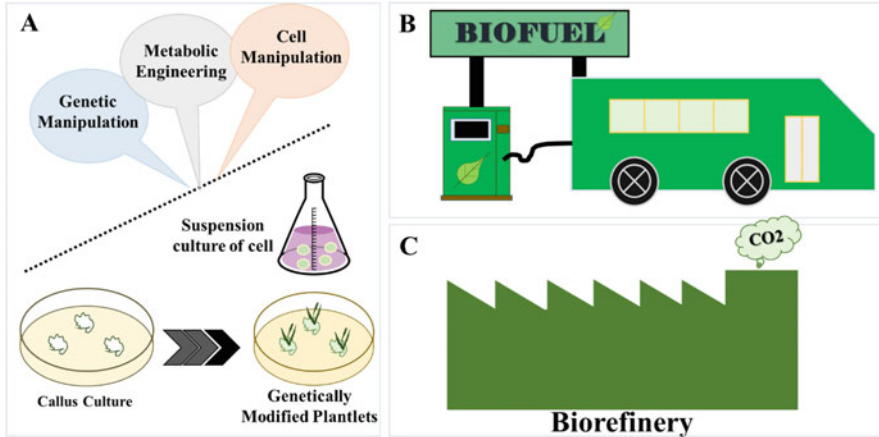 A
Genetic
Manipulation
Metabolic
Engineering
Cell
Manipulation
Suspension
culture of cell
Callus Culture
Genetically
Modified Plantlets
B
BIOFUEL
C
CO2
Biorefinery